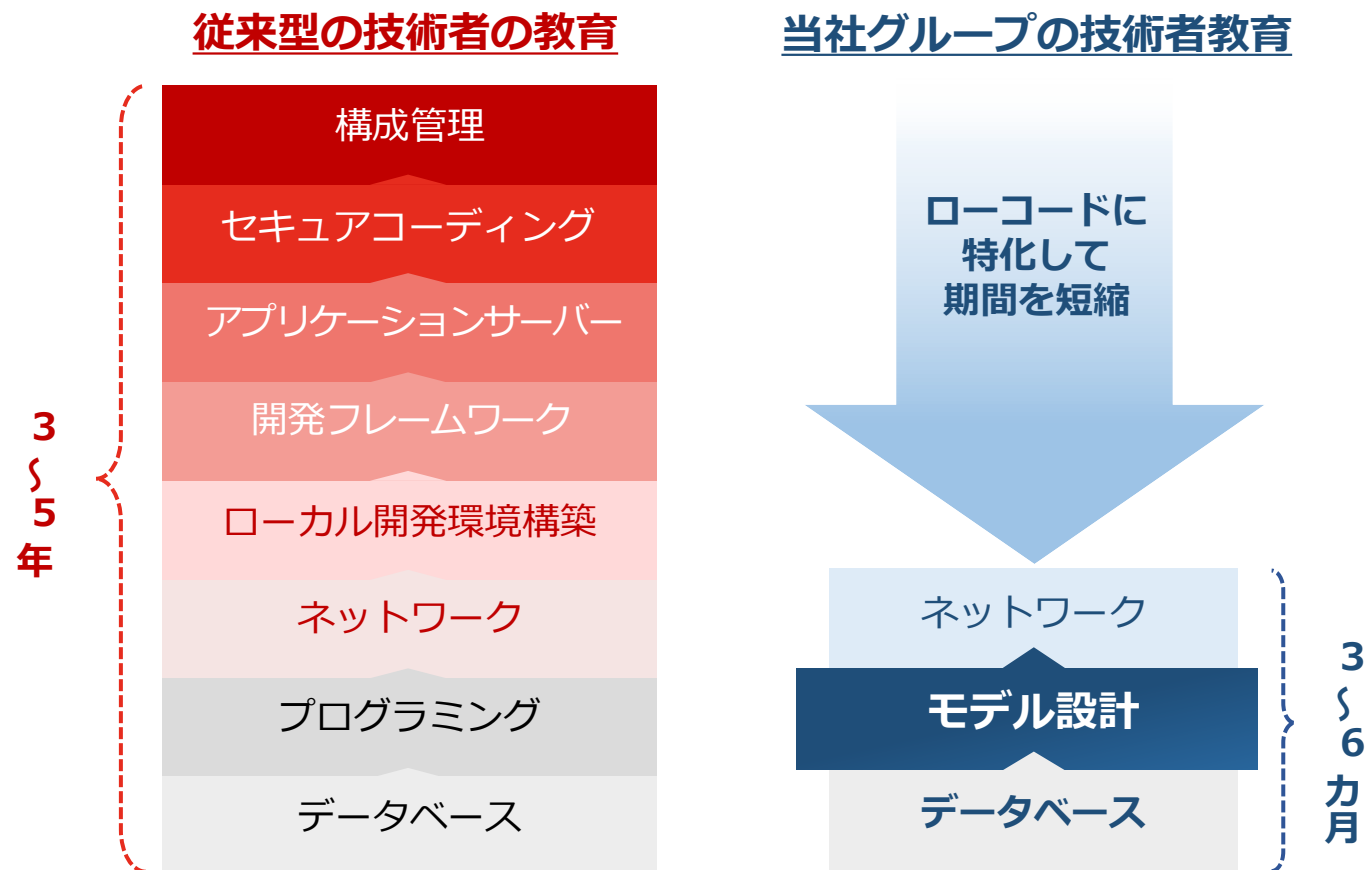 従来型の技術者の教育
構成管理
セキュアコーディング
アプリケーションサーバー
開発フレームワーク
ローカル開発環境構築
ネットワーク
プログラミング
データベース
3～5年
当社グループの技術者教育
ローコードに
特化して
期間を短縮
ネットワーク
モデル設計
データベース
3～6カ月